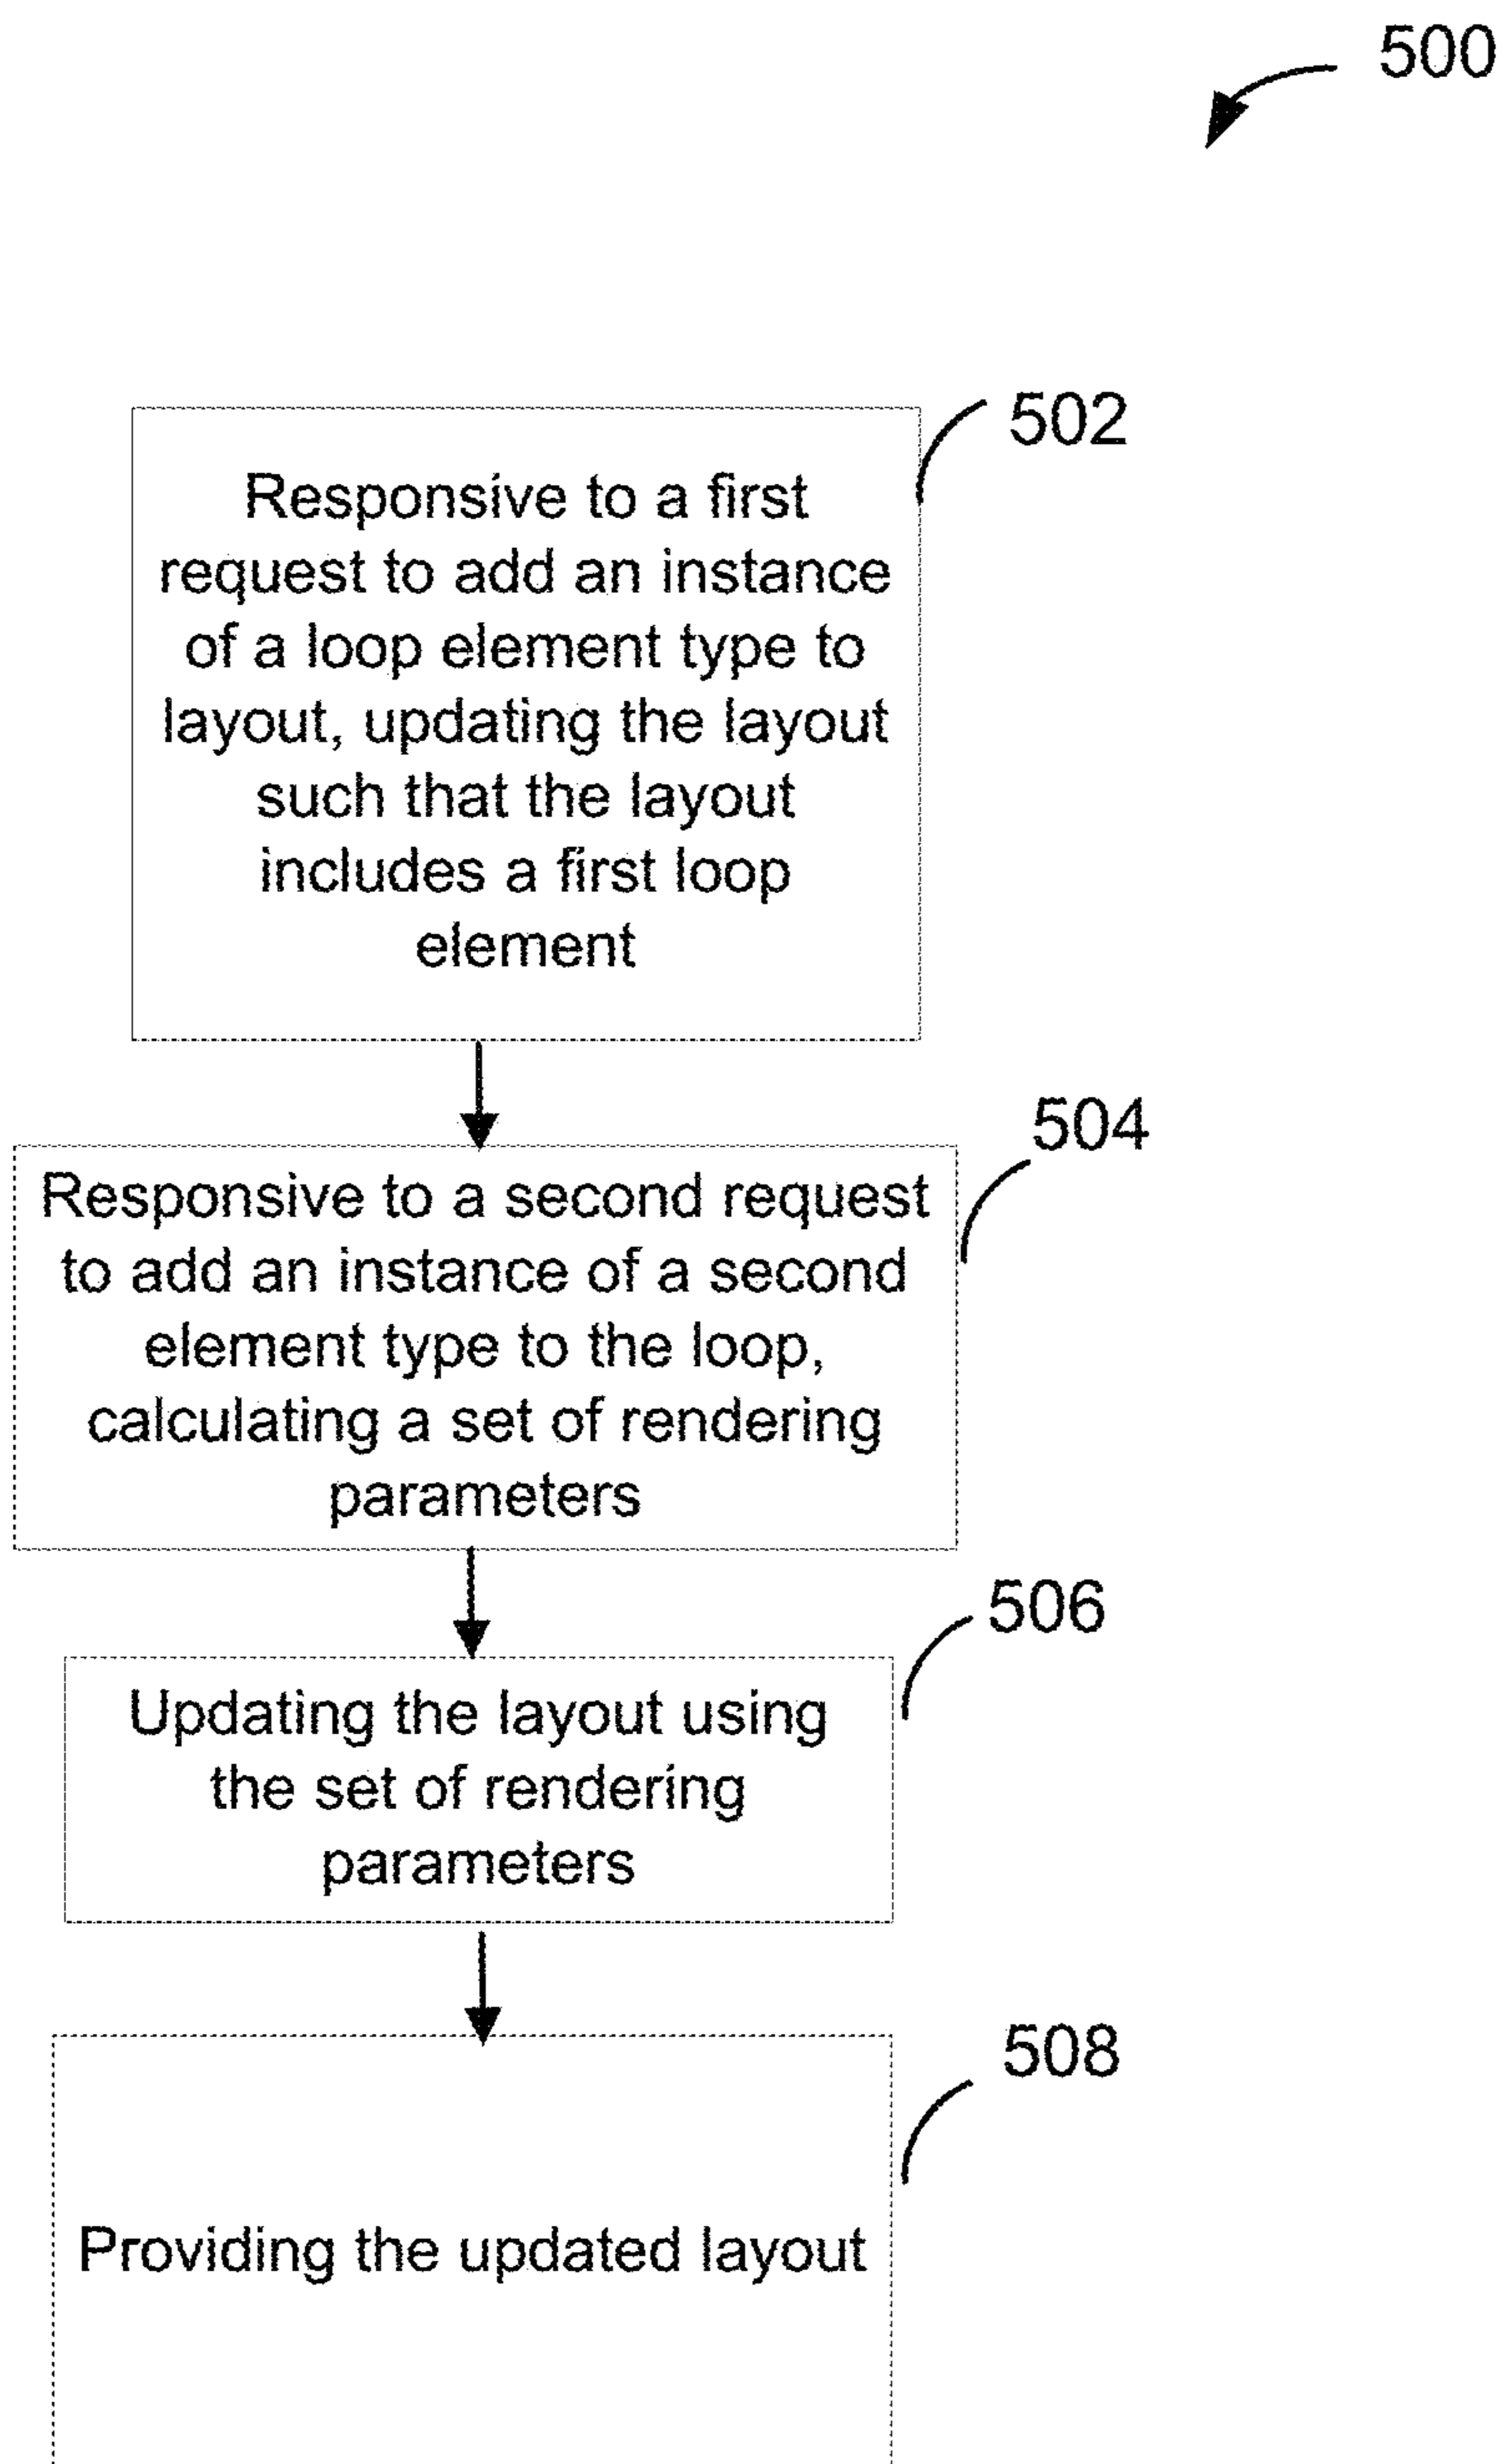 500
502
Responsive to a first
request to add an instance
of a loop element type to
layout, updating the layout
such that the layout
includes a first loop
element
504
Responsive to a second request
to add an instance of a second
element type to the loop,
calculating a set of rendering
parameters
506
Updating the layout using
the set of rendering
parameters
508
Providing the updated layout